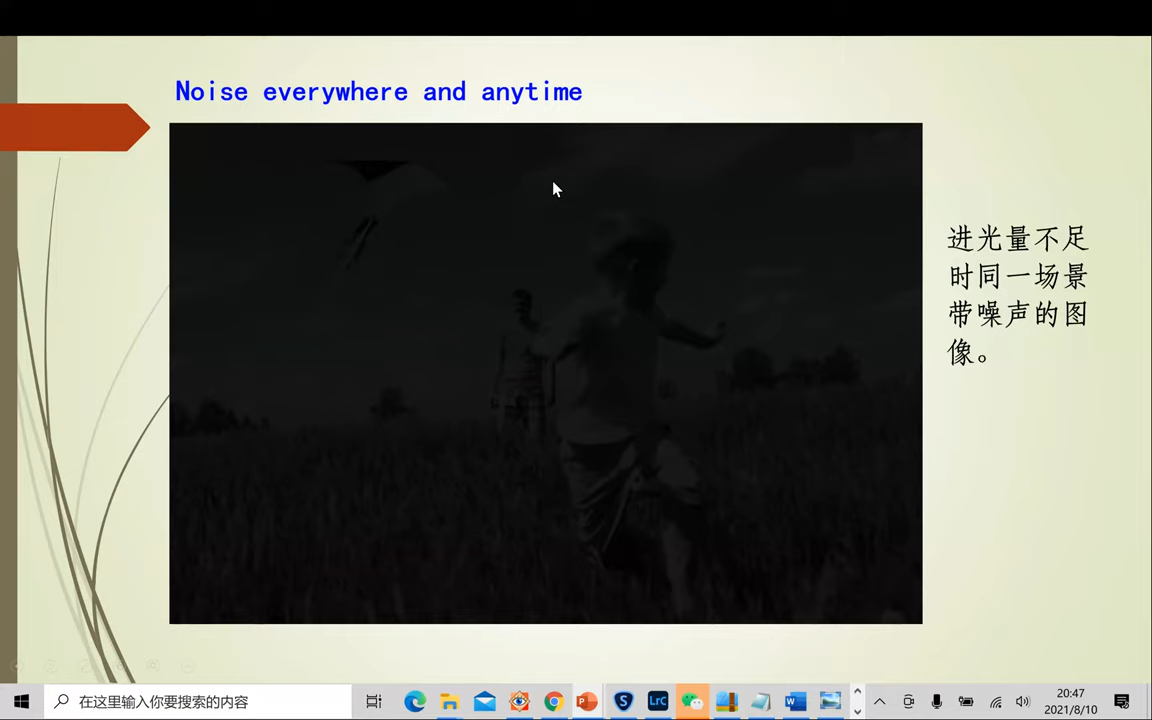 Noise everywhere and anytime
进光量不足
时同一场景
带噪声的图
像。
在这里输入你要搜索的内容
S
LrC
W
20:47
2021/8/10